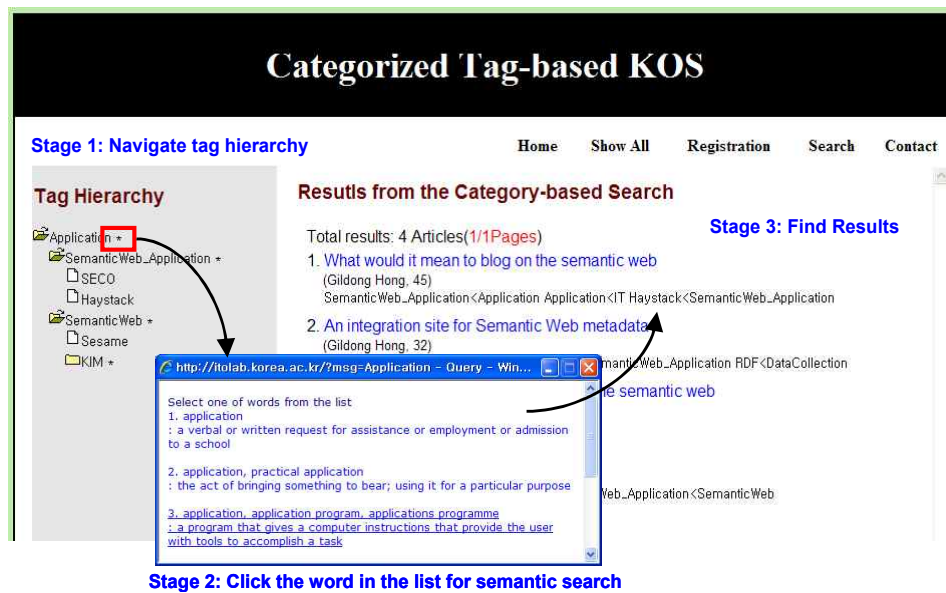 Categorized Tag-based KOS
Stage 1: Navigate tag hierarchy
Home Show All Registration Search Contact
Tag Hierarchy
Application *
SemanticWeb_Application *
SECO
Haystack
SemanticWeb *
Sesame
KIM *
Resutls from the Category-based Search
Stage 3: Find Results
Total results: 4 Articles(1/1Pages)
1. What would it mean to blog on the semantic web
(Gildong Hong, 45)
SemanticWeb_Application<Application Application<IT Haystack<SemanticWeb_Application
2. An integration site for Semantic Web metadata
(Gildong Hong, 32)
manticWeb_Application RDF<DataCollection
he semantic web
Web_Application<SemanticWeb
http://itolab.korea.ac.kr/?msg=Application - Query - Win...
Select one of words from the list
1. application
: a verbal or written request for assistance or employment or admission
to a school
2. application, practical application
: the act of bringing something to bear; using it for a particular purpose
3. application, application program, applications programme
: a program that gives a computer instructions that provide the user
with tools to accomplish a task
Stage 2: Click the word in the list for semantic search